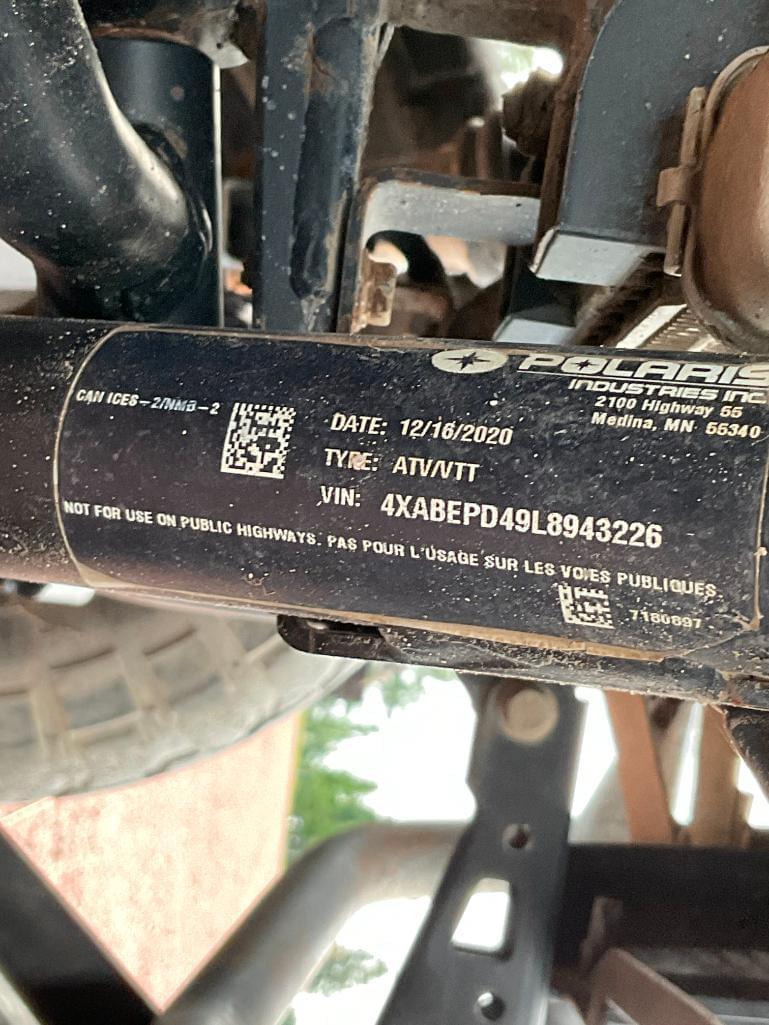 POLARIS
INDUSTRIES INC.
2100 Highway 55
Medina, MN 55340
CAN ICES-2/NMB-2
DATE: 12/16/2020
TYPE: ATV/VTT
VIN: 4XABEPD49L8943226
NOT FOR USE ON PUBLIC HIGHWAYS. PAS POUR L'USAGE SUR LES VOIES PUBLIQUES.
7180897